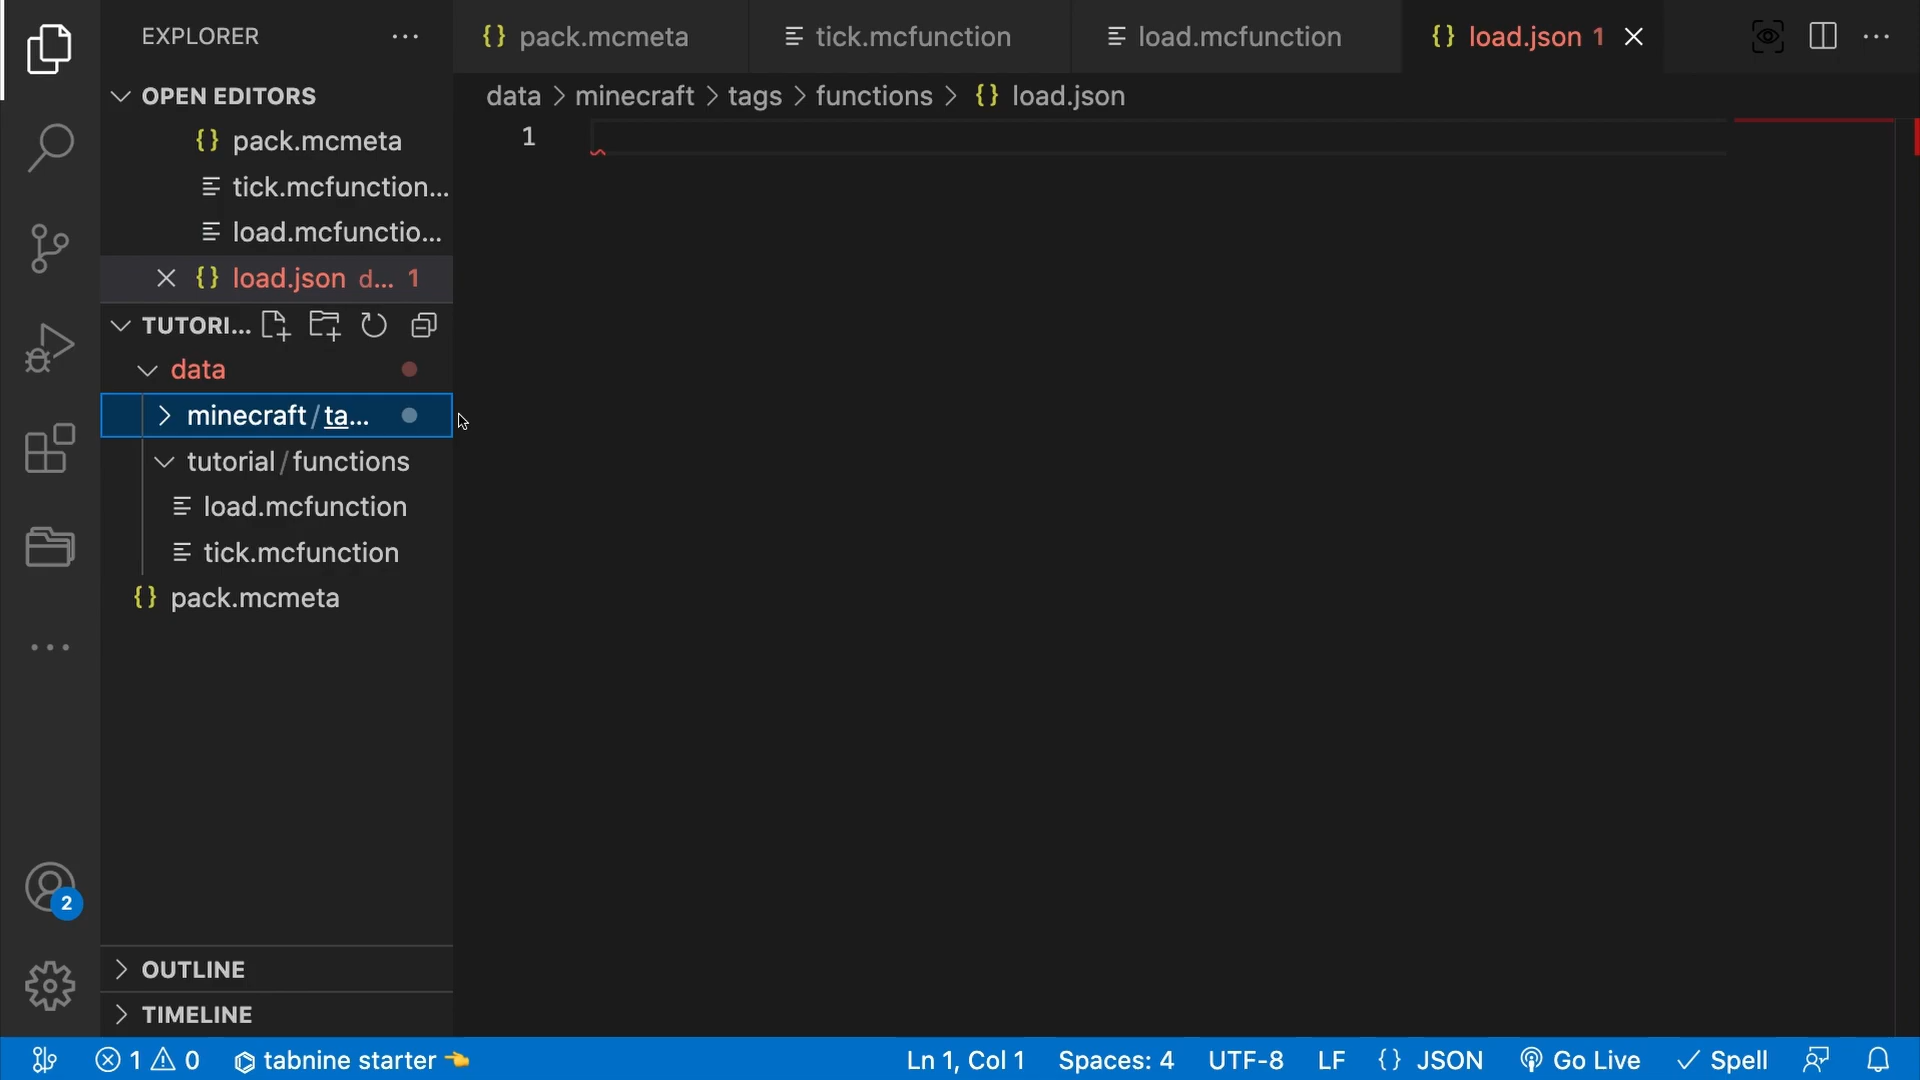 EXPLORER
pack.mcmeta
tick.mcfunction
load.mcfunction
load.json 1
OPEN EDITORS
data > minecraft > tags > functions > {} load.json
1
{} pack.mcmeta
tick.mcfunction...
load.mcfunctio...
{} load.json d... 1
TUTORI...
data
minecraft/ta...
tutorial/functions
load.mcfunction
tick.mcfunction
{} pack.mcmeta
2
OUTLINE
TIMELINE
1 0 tabnine starter Ln 1, Col 1 Spaces: 4 UTF-8 LF {} JSON Go Live Spell